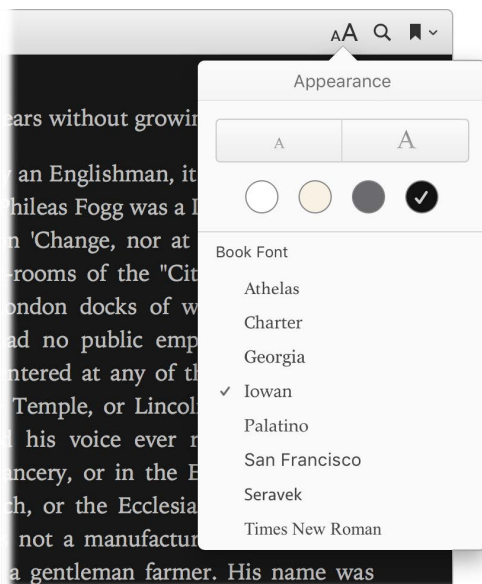 AA
ears without growin
y an Englishman, it
Phileas Fogg was a
n 'Change, nor at
-rooms of the "Cit
ondon docks of w
ad no public emp
ntered at any of th
Temple, or Lincol
d his voice ever
ancery, or in the E
ch, or the Ecclesia
not a manufactur
a gentleman farmer. His name was
Appearance
A A
Book Font
Athelas
Charter
Georgia
✓ Iowan
Palatino
San Francisco
Seravek
Times New Roman